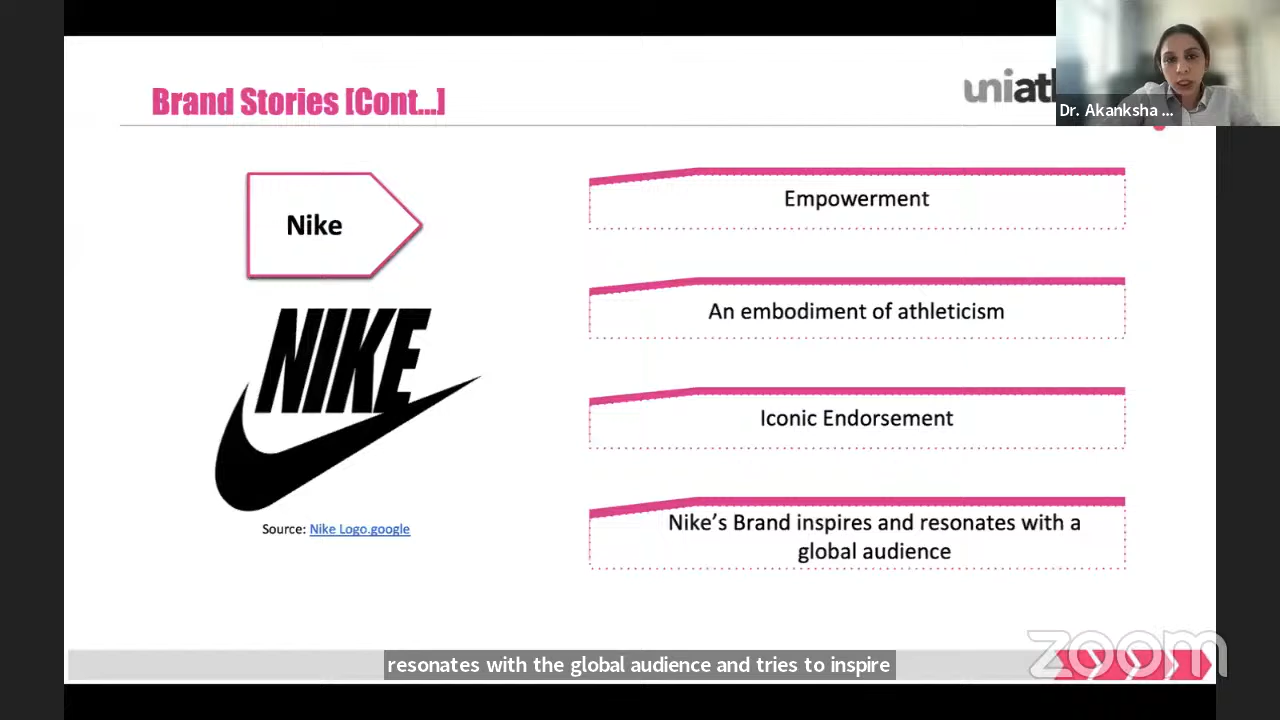 Brand Stories [Cont...]
uniath
Dr. Akanksha ...
Nike
NIKE
Source: Nike Logo.google
Empowerment
An embodiment of athleticism
Iconic Endorsement
Nike’s Brand inspires and resonates with a
global audience
resonates with the global audience and tries to inspire
zoom